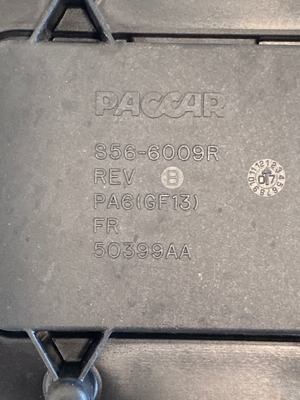 PACCAR
S56-6009R
REV B
PA6(GF13)
FR
50399AA